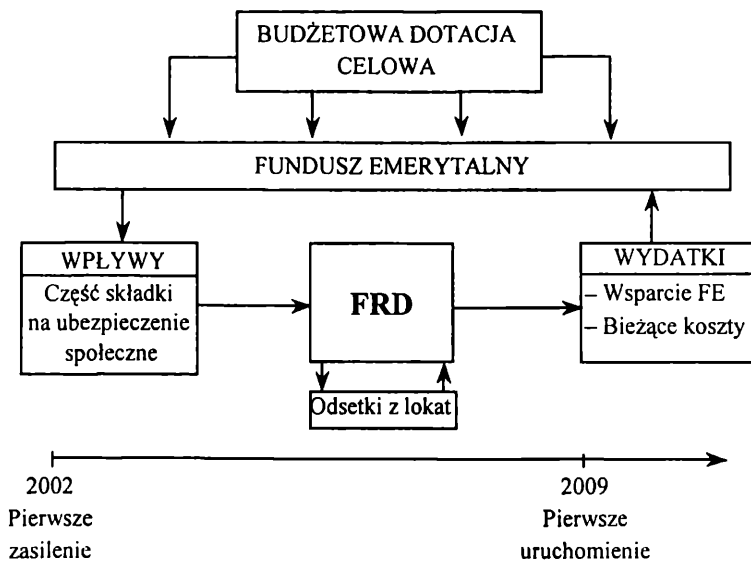 BUDŻETOWA DOTACJA
CELOWA
FUNDUSZ EMERYTALNY
WPŁYWY
Część składki
na ubezpieczenie
społeczne
FRD
Odsetki z lokat
WYDATKI
– Wsparcie FE
– Bieżące koszty
2002
Pierwsze
zasilenie
2009
Pierwsze
uruchomienie